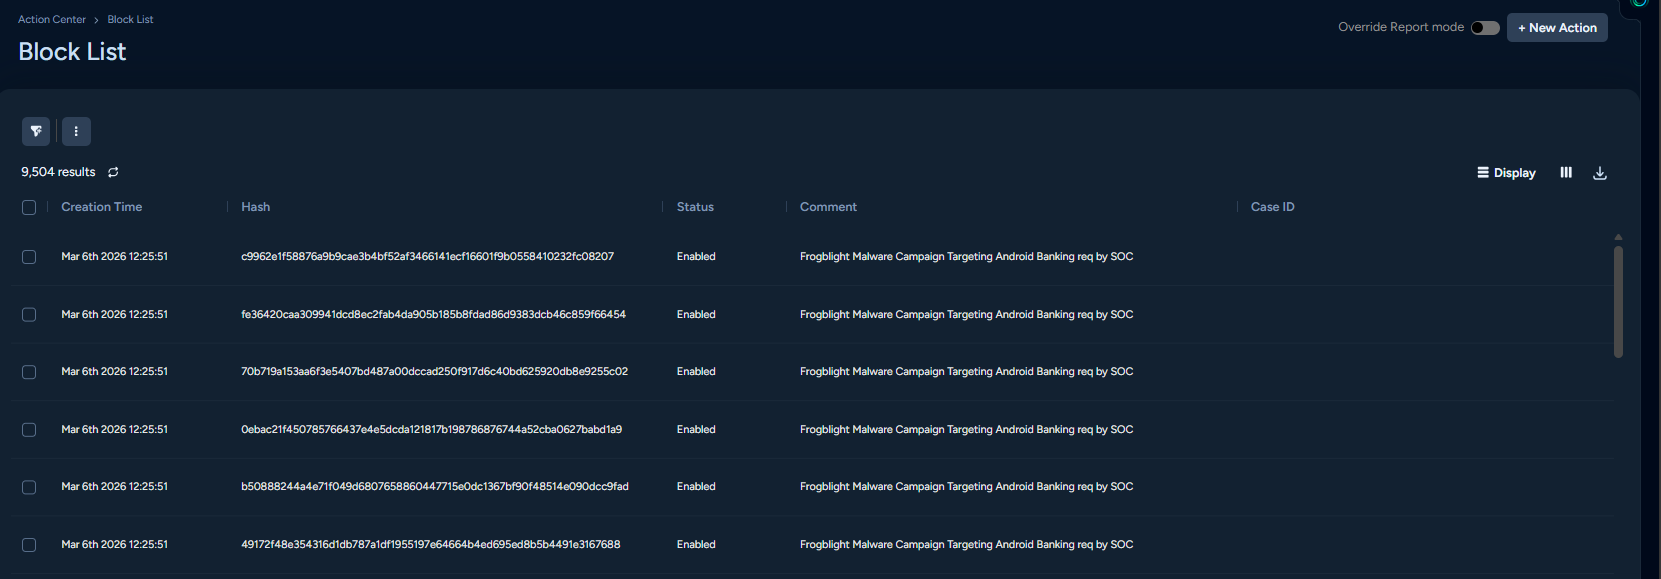 Action Center > Block List
Override Report mode
+ New Action
Block List
9,504 results
Display
Creation Time Hash Status Comment Case ID
Mar 6th 2026 12:25:51 c9962e1f58876a9b9cae3b4bf52af3466141ecf16601f9b0558410232fc08207 Enabled Frogblight Malware Campaign Targeting Android Banking req by SOC
Mar 6th 2026 12:25:51 fe36420caa309941dcd8ec2fab4da905b185b8fdad86d9383dcb46c859f66454 Enabled Frogblight Malware Campaign Targeting Android Banking req by SOC
Mar 6th 2026 12:25:51 70b719a153aa6f3e5407bd487a00dccad250f917d6c40bd625920db8e9255c02 Enabled Frogblight Malware Campaign Targeting Android Banking req by SOC
Mar 6th 2026 12:25:51 0ebac21f450785766437e4e5dcda121817b198786876744a52cba0627babd1a9 Enabled Frogblight Malware Campaign Targeting Android Banking req by SOC
Mar 6th 2026 12:25:51 b50888244a4e71f049d6807658860447715e0dc1367bf90f48514e090dcc9fad Enabled Frogblight Malware Campaign Targeting Android Banking req by SOC
Mar 6th 2026 12:25:51 49172f48e354316d1db787a1df1955197e64664b4ed695ed8b5b4491e3167688 Enabled Frogblight Malware Campaign Targeting Android Banking req by SOC